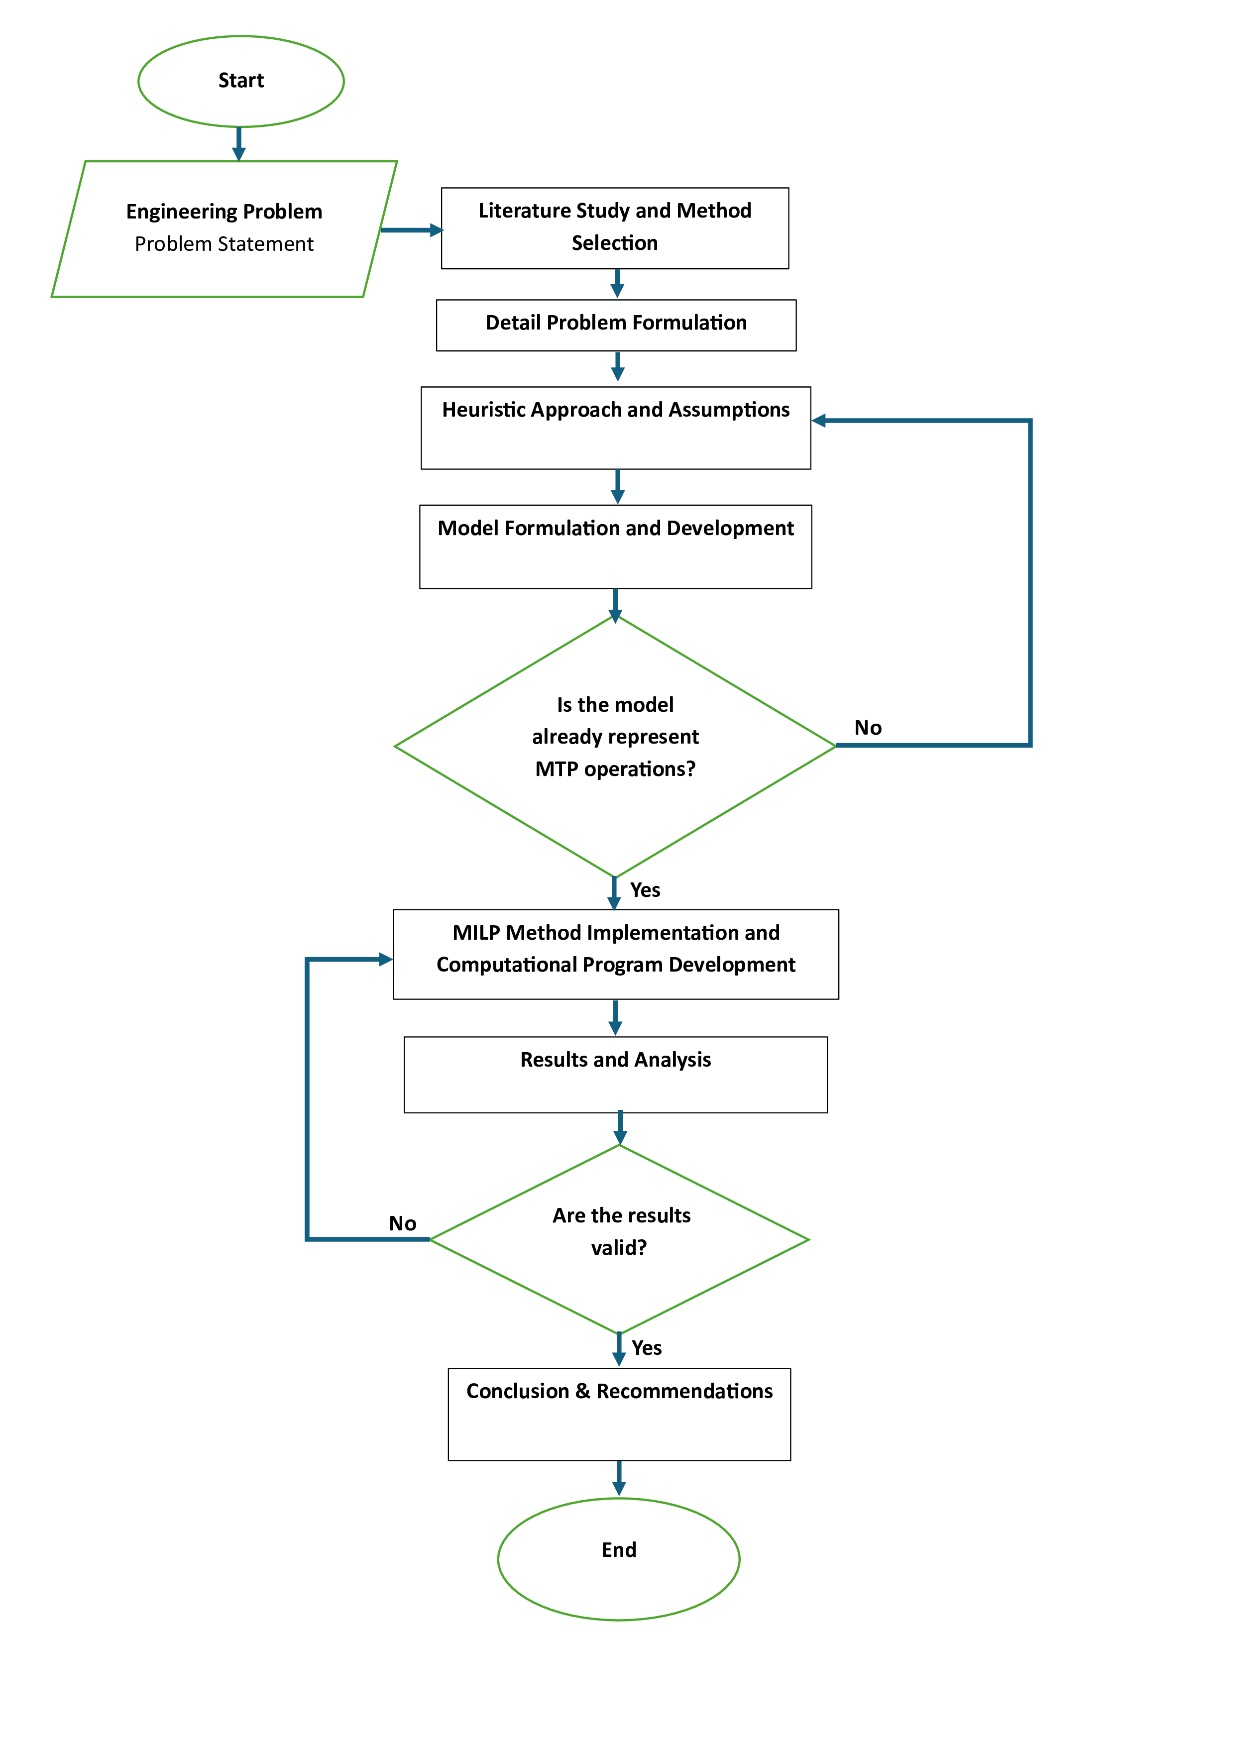 Start
Engineering Problem
Problem Statement
Literature Study and Method
Selection
Detail Problem Formulation
Heuristic Approach and Assumptions
Model Formulation and Development
Is the model
already represent
MTP operations?
No
Yes
MILP Method Implementation and
Computational Program Development
Results and Analysis
Are the results
valid?
No
Yes
Conclusion & Recommendations
End